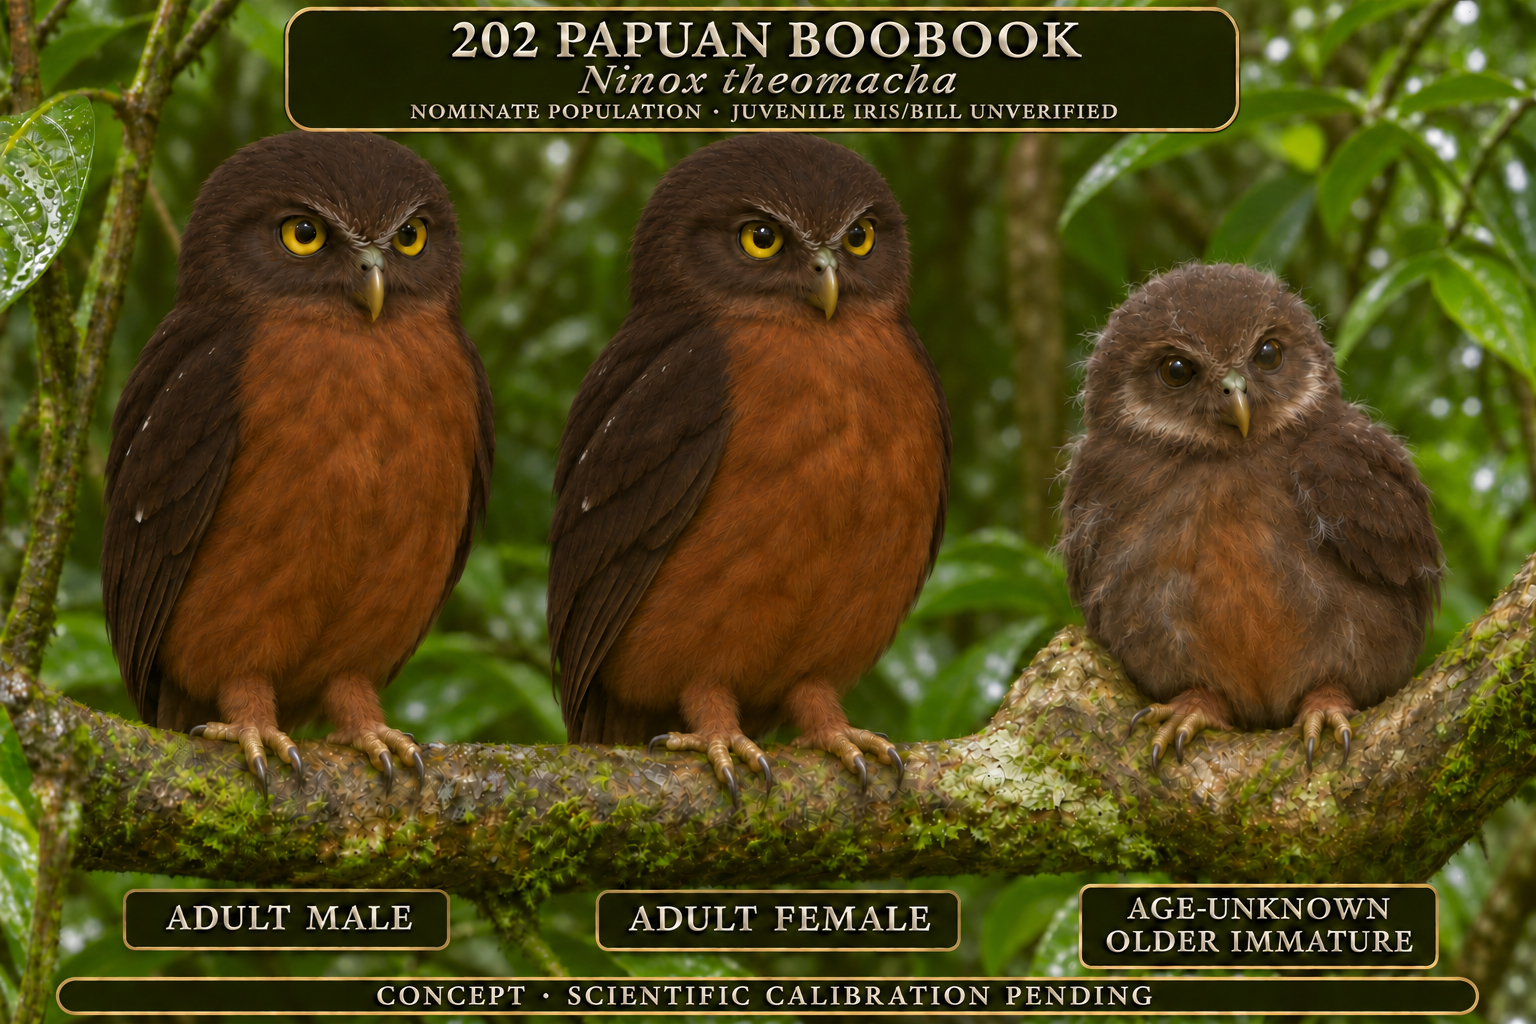 202 PAPUAN BOOBOOK
Ninox theomacha
NOMINATE POPULATION · JUVENILE IRIS/BILL UNVERIFIED
ADULT MALE
ADULT FEMALE
AGE-UNKNOWN
OLDER IMMATURE
CONCEPT · SCIENTIFIC CALIBRATION PENDING